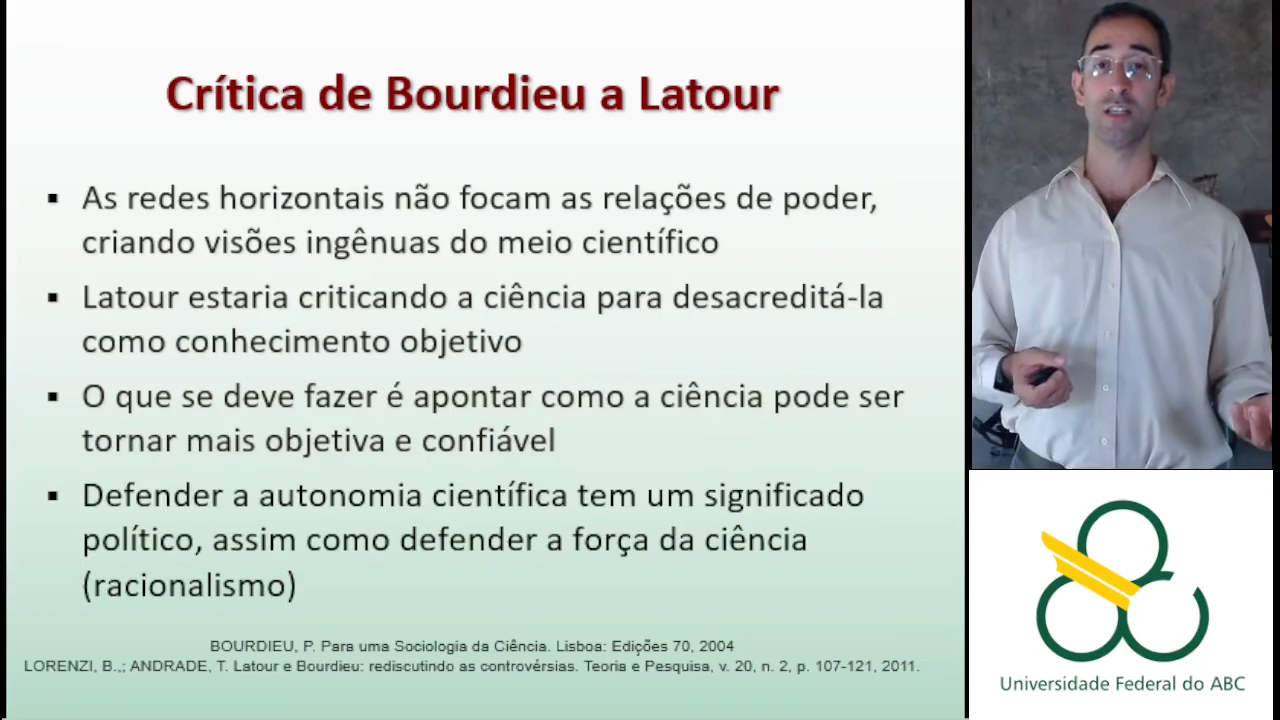 Crítica de Bourdieu a Latour
▪ As redes horizontais não focam as relações de poder,
criando visões ingênuas do meio científico
▪ Latour estaria criticando a ciência para desacreditá-la
como conhecimento objetivo
▪ O que se deve fazer é apontar como a ciência pode ser
tornar mais objetiva e confiável
▪ Defender a autonomia científica tem um significado
político, assim como defender a força da ciência
(racionalismo)
BOURDIEU, P. Para uma Sociologia da Ciência. Lisboa: Edições 70, 2004
LORENZI, B.,; ANDRADE, T. Latour e Bourdieu: rediscutindo as controvérsias. Teoria e Pesquisa, v. 20, n. 2, p. 107-121, 2011.
Universidade Federal do ABC